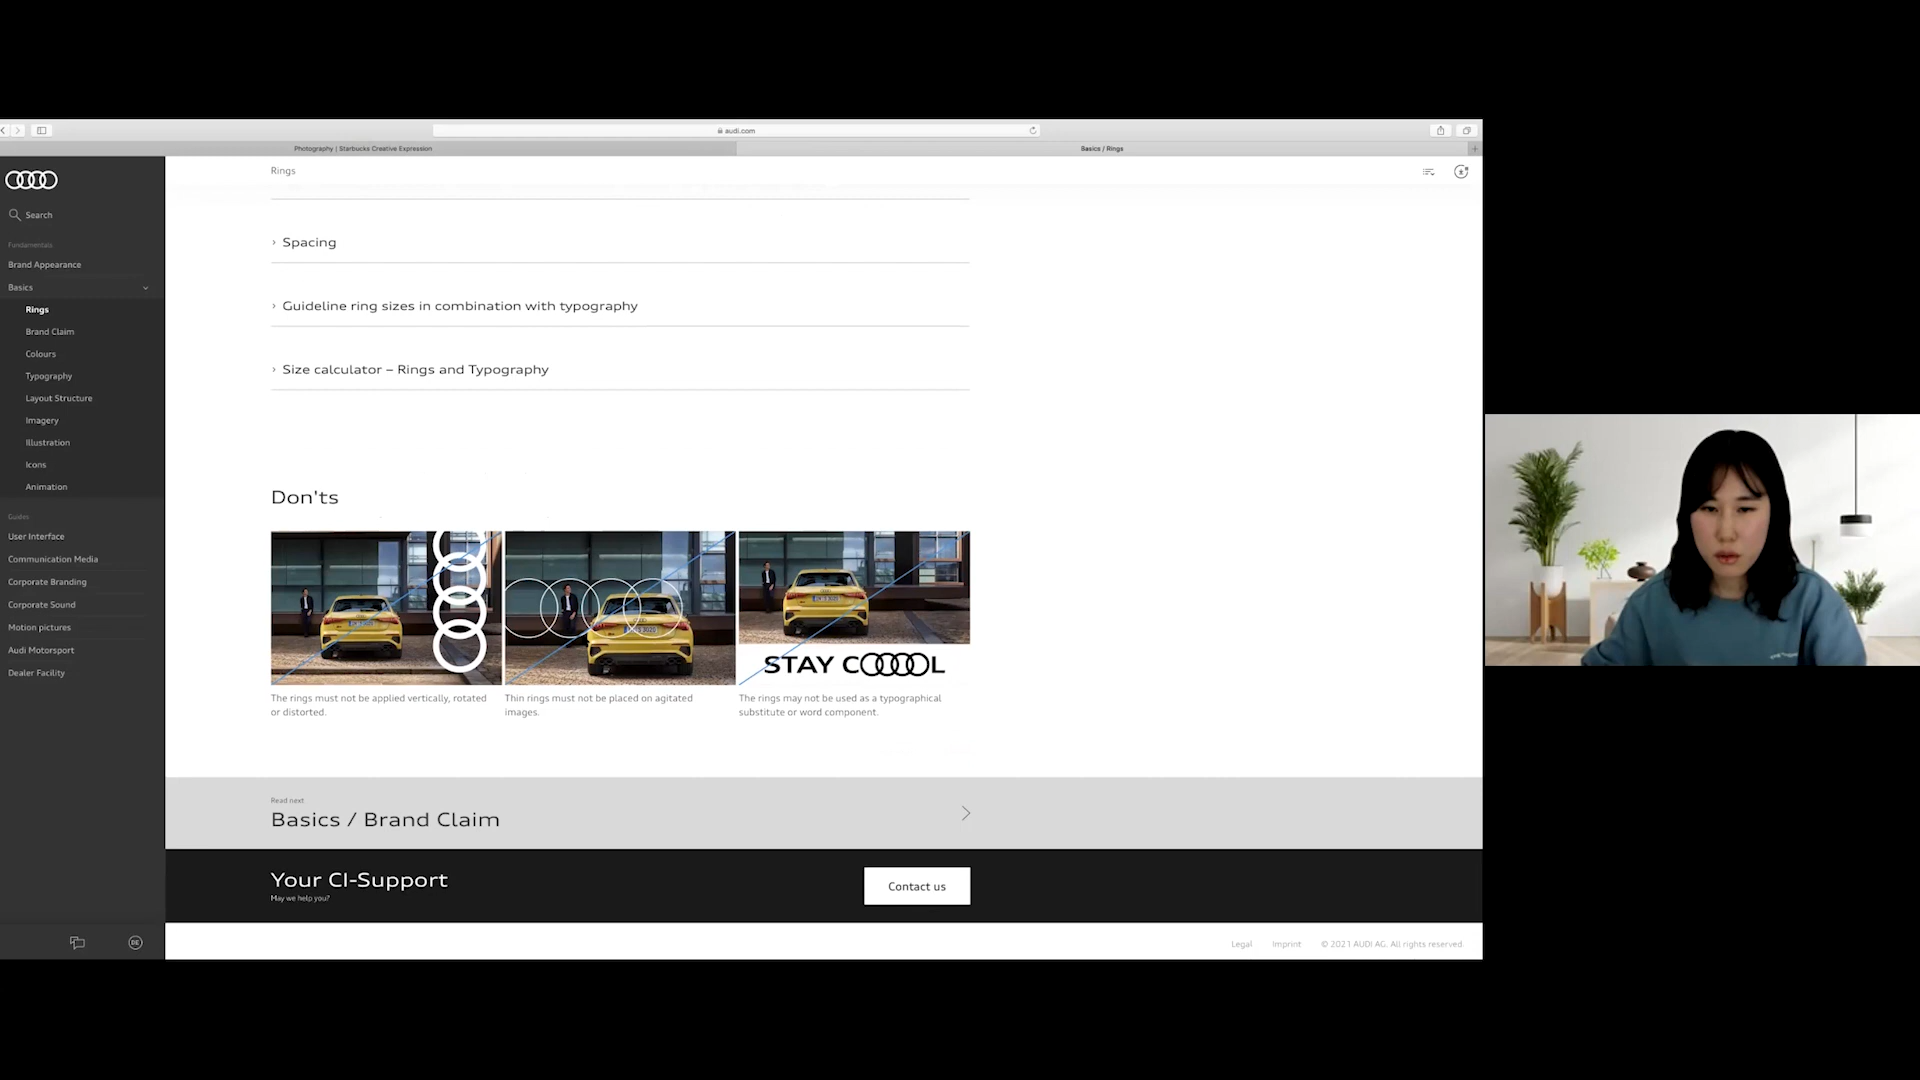 audi.com
Photography | Starbucks Creative Expression
Basics / Rings
Search
Fundamentals
Brand Appearance
Basics
Rings
Brand Claim
Colours
Typography
Layout Structure
Imagery
Illustration
Icons
Animation
Guides
User Interface
Communication Media
Corporate Branding
Corporate Sound
Motion pictures
Audi Motorsport
Dealer Facility
DE
Rings
Spacing
Guideline ring sizes in combination with typography
Size calculator – Rings and Typography
Don'ts
STAY COOOOL
The rings must not be applied vertically, rotated
or distorted.
Thin rings must not be placed on agitated
images.
The rings may not be used as a typographical
substitute or word component.
Read next
Basics / Brand Claim
Your CI-Support
May we help you?
Contact us
Legal
Imprint
© 2021 AUDI AG. All rights reserved.